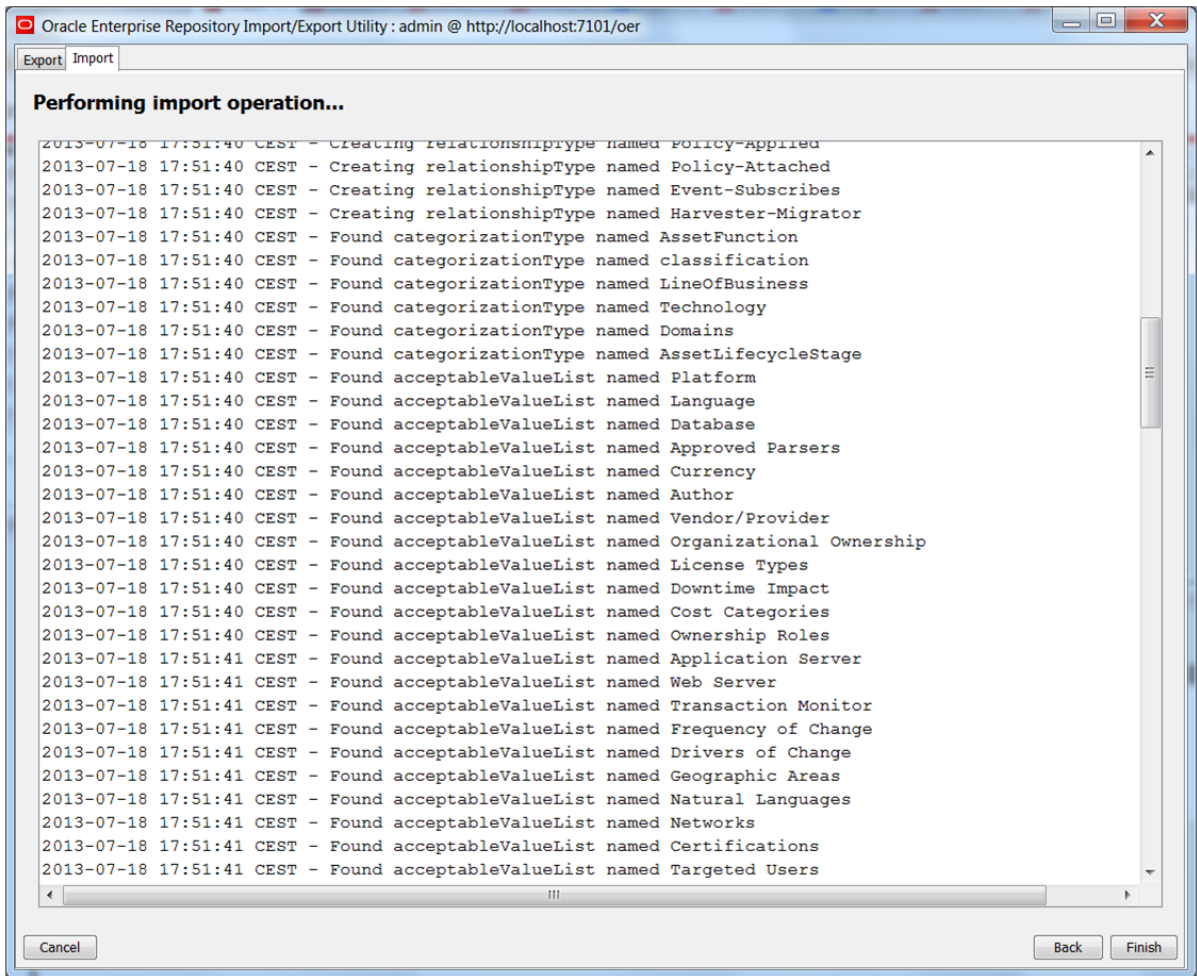 Oracle Enterprise Repository Import/Export Utility : admin @ http://localhost:7101/oer
Export Import
Performing import operation...
2013-07-18 17:51:40 CEST - Creating relationshipType named Policy-Applied
2013-07-18 17:51:40 CEST - Creating relationshipType named Policy-Attached
2013-07-18 17:51:40 CEST - Creating relationshipType named Event-Subscribes
2013-07-18 17:51:40 CEST - Creating relationshipType named Harvester-Migrator
2013-07-18 17:51:40 CEST - Found categorizationType named AssetFunction
2013-07-18 17:51:40 CEST - Found categorizationType named classification
2013-07-18 17:51:40 CEST - Found categorizationType named LineOfBusiness
2013-07-18 17:51:40 CEST - Found categorizationType named Technology
2013-07-18 17:51:40 CEST - Found categorizationType named Domains
2013-07-18 17:51:40 CEST - Found categorizationType named AssetLifecycleStage
2013-07-18 17:51:40 CEST - Found acceptableValueList named Platform
2013-07-18 17:51:40 CEST - Found acceptableValueList named Language
2013-07-18 17:51:40 CEST - Found acceptableValueList named Database
2013-07-18 17:51:40 CEST - Found acceptableValueList named Approved Parsers
2013-07-18 17:51:40 CEST - Found acceptableValueList named Currency
2013-07-18 17:51:40 CEST - Found acceptableValueList named Author
2013-07-18 17:51:40 CEST - Found acceptableValueList named Vendor/Provider
2013-07-18 17:51:40 CEST - Found acceptableValueList named Organizational Ownership
2013-07-18 17:51:40 CEST - Found acceptableValueList named License Types
2013-07-18 17:51:40 CEST - Found acceptableValueList named Downtime Impact
2013-07-18 17:51:40 CEST - Found acceptableValueList named Cost Categories
2013-07-18 17:51:40 CEST - Found acceptableValueList named Ownership Roles
2013-07-18 17:51:41 CEST - Found acceptableValueList named Application Server
2013-07-18 17:51:41 CEST - Found acceptableValueList named Web Server
2013-07-18 17:51:41 CEST - Found acceptableValueList named Transaction Monitor
2013-07-18 17:51:41 CEST - Found acceptableValueList named Frequency of Change
2013-07-18 17:51:41 CEST - Found acceptableValueList named Drivers of Change
2013-07-18 17:51:41 CEST - Found acceptableValueList named Geographic Areas
2013-07-18 17:51:41 CEST - Found acceptableValueList named Natural Languages
2013-07-18 17:51:41 CEST - Found acceptableValueList named Networks
2013-07-18 17:51:41 CEST - Found acceptableValueList named Certifications
2013-07-18 17:51:41 CEST - Found acceptableValueList named Targeted Users
Cancel Back Finish